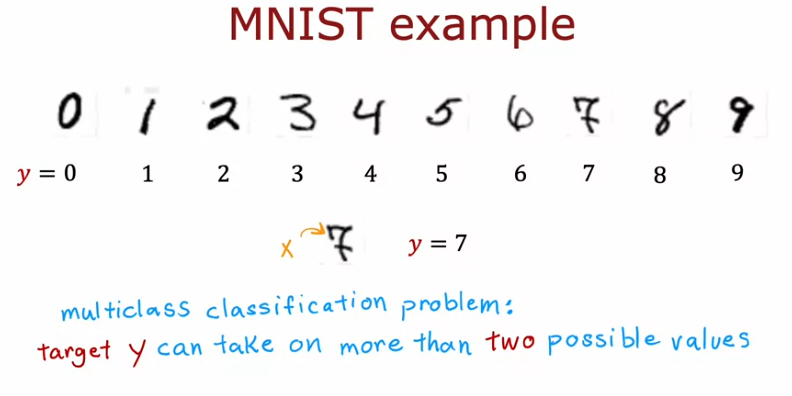 MNIST example
0 1 2 3 4 5 6 7 8 9
y = 0 1 2 3 4 5 6 7 8 9
x 7 y = 7
multiclass classification problem:
target y can take on more than two possible values